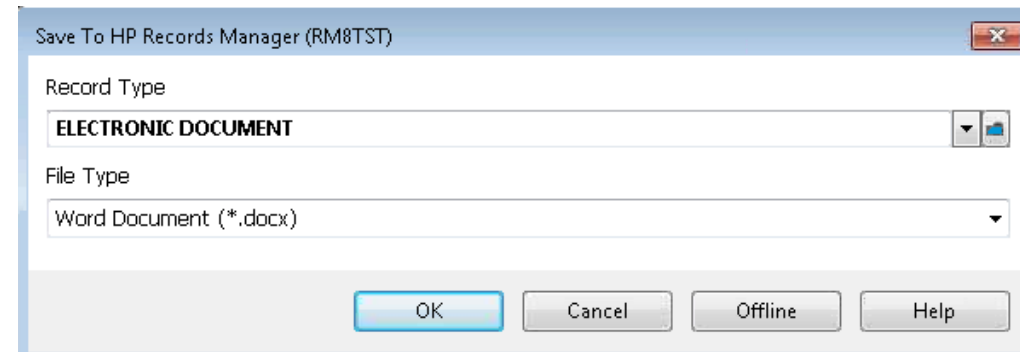 Save To HP Records Manager (RM8TST)
Record Type
ELECTRONIC DOCUMENT
File Type
Word Document (*.docx)
OK Cancel Offline Help